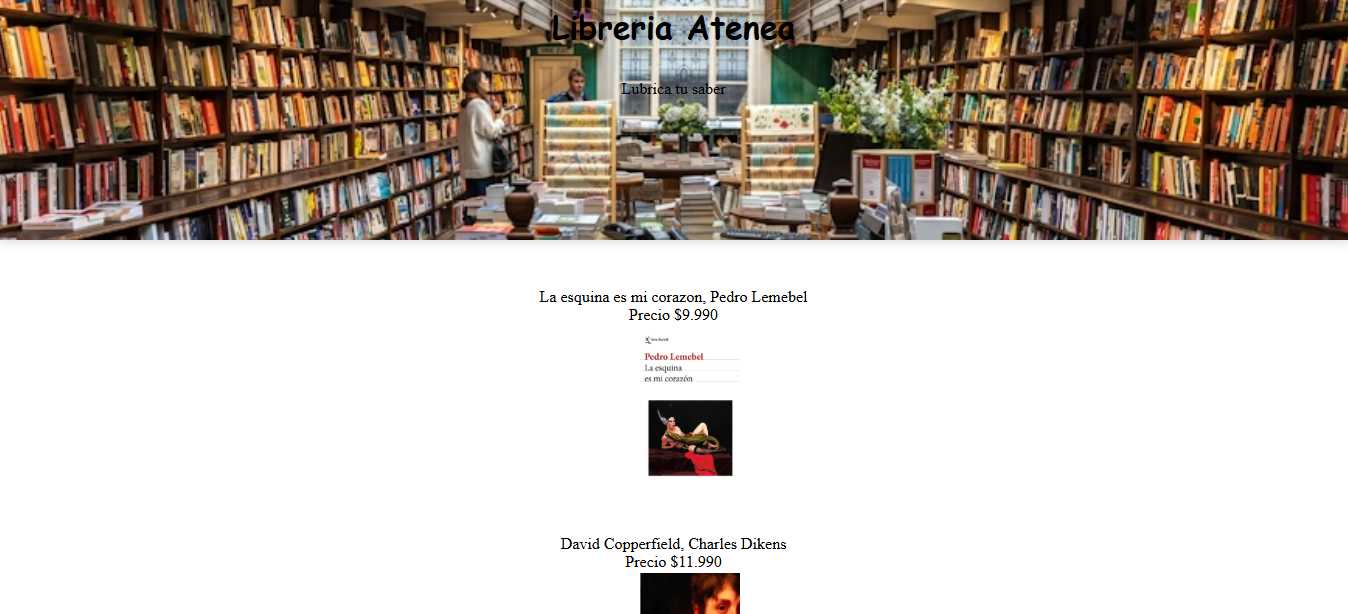 Libreria Atenea
Lubrica tu saber
La esquina es mi corazon, Pedro Lemebel
Precio $9.990
Pedro Lemebel
La esquina
es mi corazón
David Copperfield, Charles Dikens
Precio $11.990